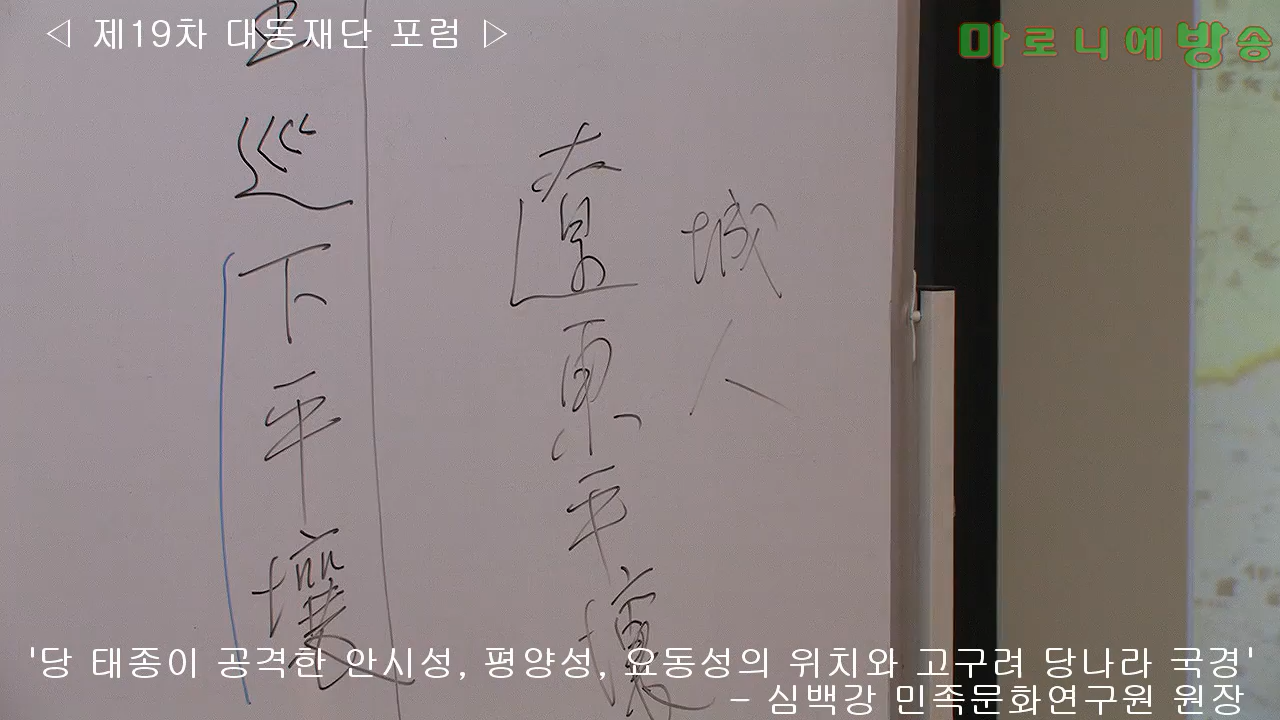 ◁ 제19차 대동재단 포럼 ▷
마로니에방송
城人
遼東平壤
王巡下平壤
'당 태종이 공격한 안시성, 평양성, 요동성의 위치와 고구려 당나라 국경'
- 심백강 민족문화연구원 원장